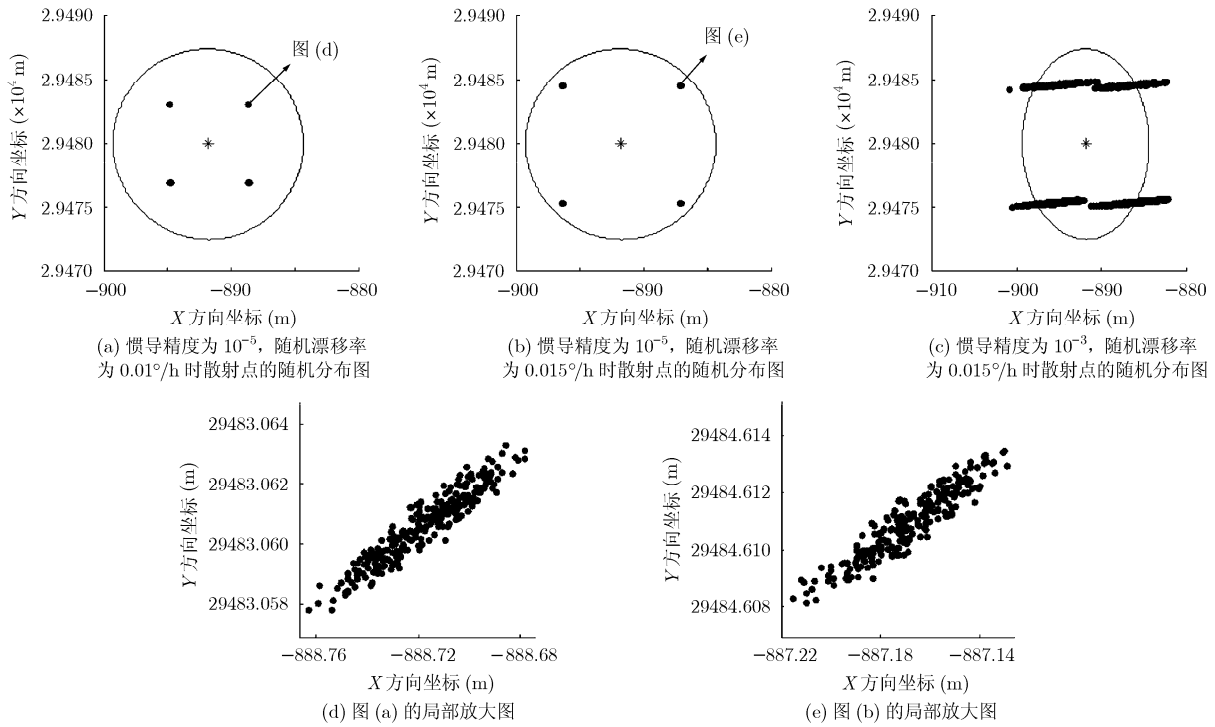 2.9490
2.9485
2.9480
2.9475
2.9470
Y 方向坐标 (×10⁴ m)
−900
−890
−880
X 方向坐标 (m)
图 (d)
(a) 惯导精度为 10⁻⁵, 随机漂移率
为 0.01°/h 时散射点的随机分布图
2.9490
2.9485
2.9480
2.9475
2.9470
Y 方向坐标 (×10⁴ m)
−900
−890
−880
X 方向坐标 (m)
图 (e)
(b) 惯导精度为 10⁻⁵, 随机漂移率
为 0.015°/h 时散射点的随机分布图
2.9490
2.9485
2.9480
2.9475
2.9470
Y 方向坐标 (×10⁴ m)
−910
−900
−890
−880
X 方向坐标 (m)
(c) 惯导精度为 10⁻³, 随机漂移率
为 0.015°/h 时散射点的随机分布图
29483.064
29483.062
29483.060
29483.058
Y 方向坐标 (m)
−888.76
−888.72
−888.68
X 方向坐标 (m)
(d) 图 (a) 的局部放大图
29484.614
29484.612
29484.610
29484.608
Y 方向坐标 (m)
−887.22
−887.18
−887.14
X 方向坐标 (m)
(e) 图 (b) 的局部放大图